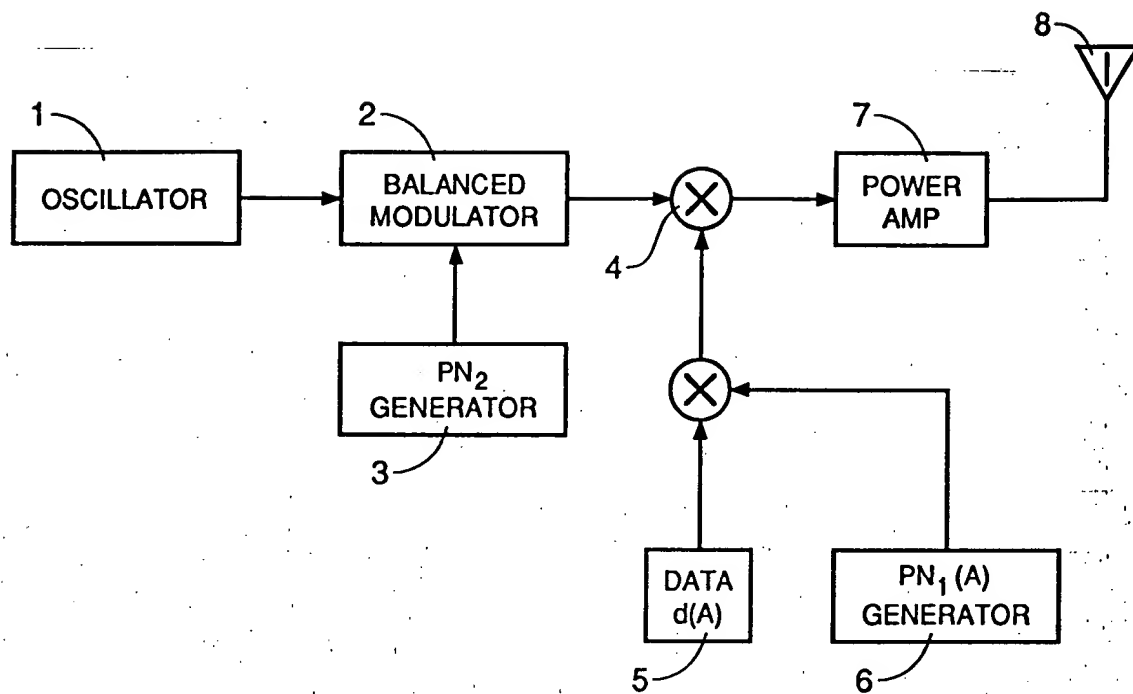 8
1
2
7
OSCILLATOR
BALANCED
MODULATOR
POWER
AMP
4
PN₂
GENERATOR
3
DATA
d(A)
PN₁ (A)
GENERATOR
5
6